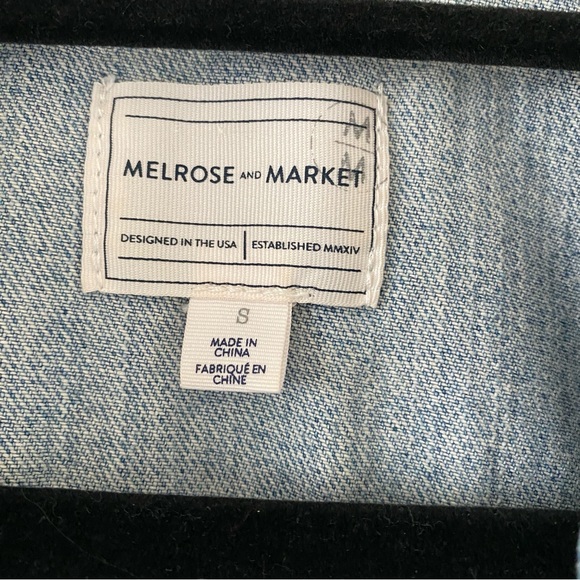 M
M
MELROSE AND MARKET
DESIGNED IN THE USA | ESTABLISHED MMXIV
S
MADE IN
CHINA
FABRIQUÉ EN
CHINE